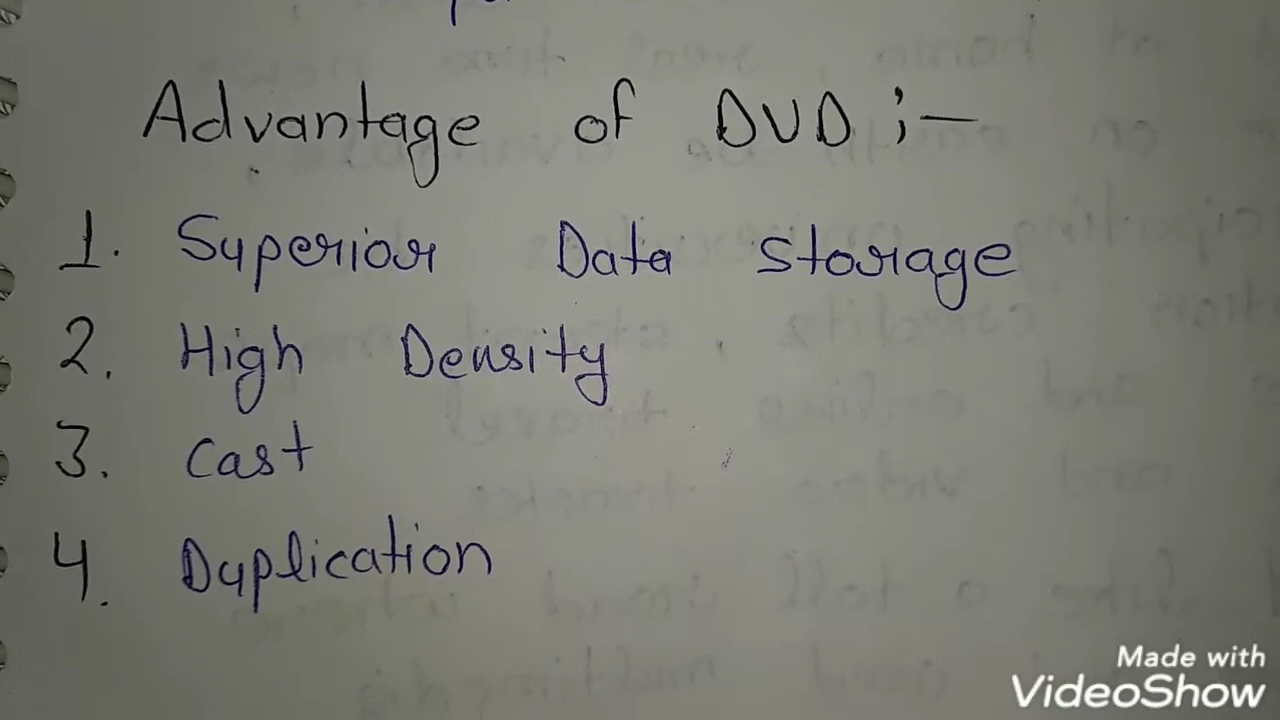 Advantage of DVD ;-
1. Superior Data storage
2. High Density
3. Cast
4. Duplication
Made with
VideoShow